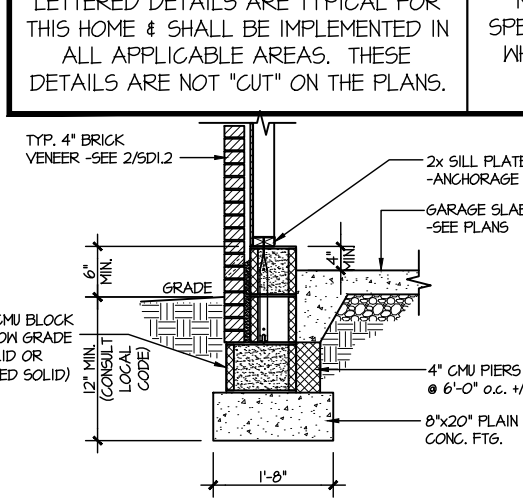 LETTERED DETAILS ARE TYPICAL FOR
THIS HOME & SHALL BE IMPLEMENTED IN
ALL APPLICABLE AREAS. THESE
DETAILS ARE NOT "CUT" ON THE PLANS.
TYP. 4" BRICK
VENEER -SEE 2/SD1.2
2x SILL PLATE
-ANCHORAGE
GARAGE SLAB
-SEE PLANS
6"
MIN.
4"
MIN.
GRADE
CMU BLOCK
GRADE
OR
SOLID)
12" MIN.
(CONSULT
LOCAL
CODE)
4" CMU PIERS
@ 6'-0" o.c. +/
8"x20" PLAIN
CONC. FTG.
1'-8"